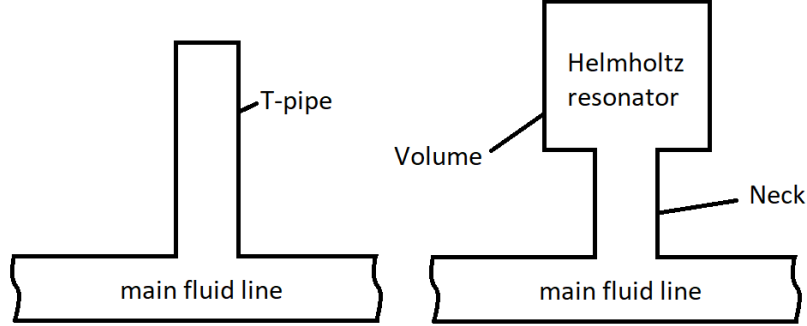 T-pipe
main fluid line
Helmholtz
resonator
Volume
Neck
main fluid line